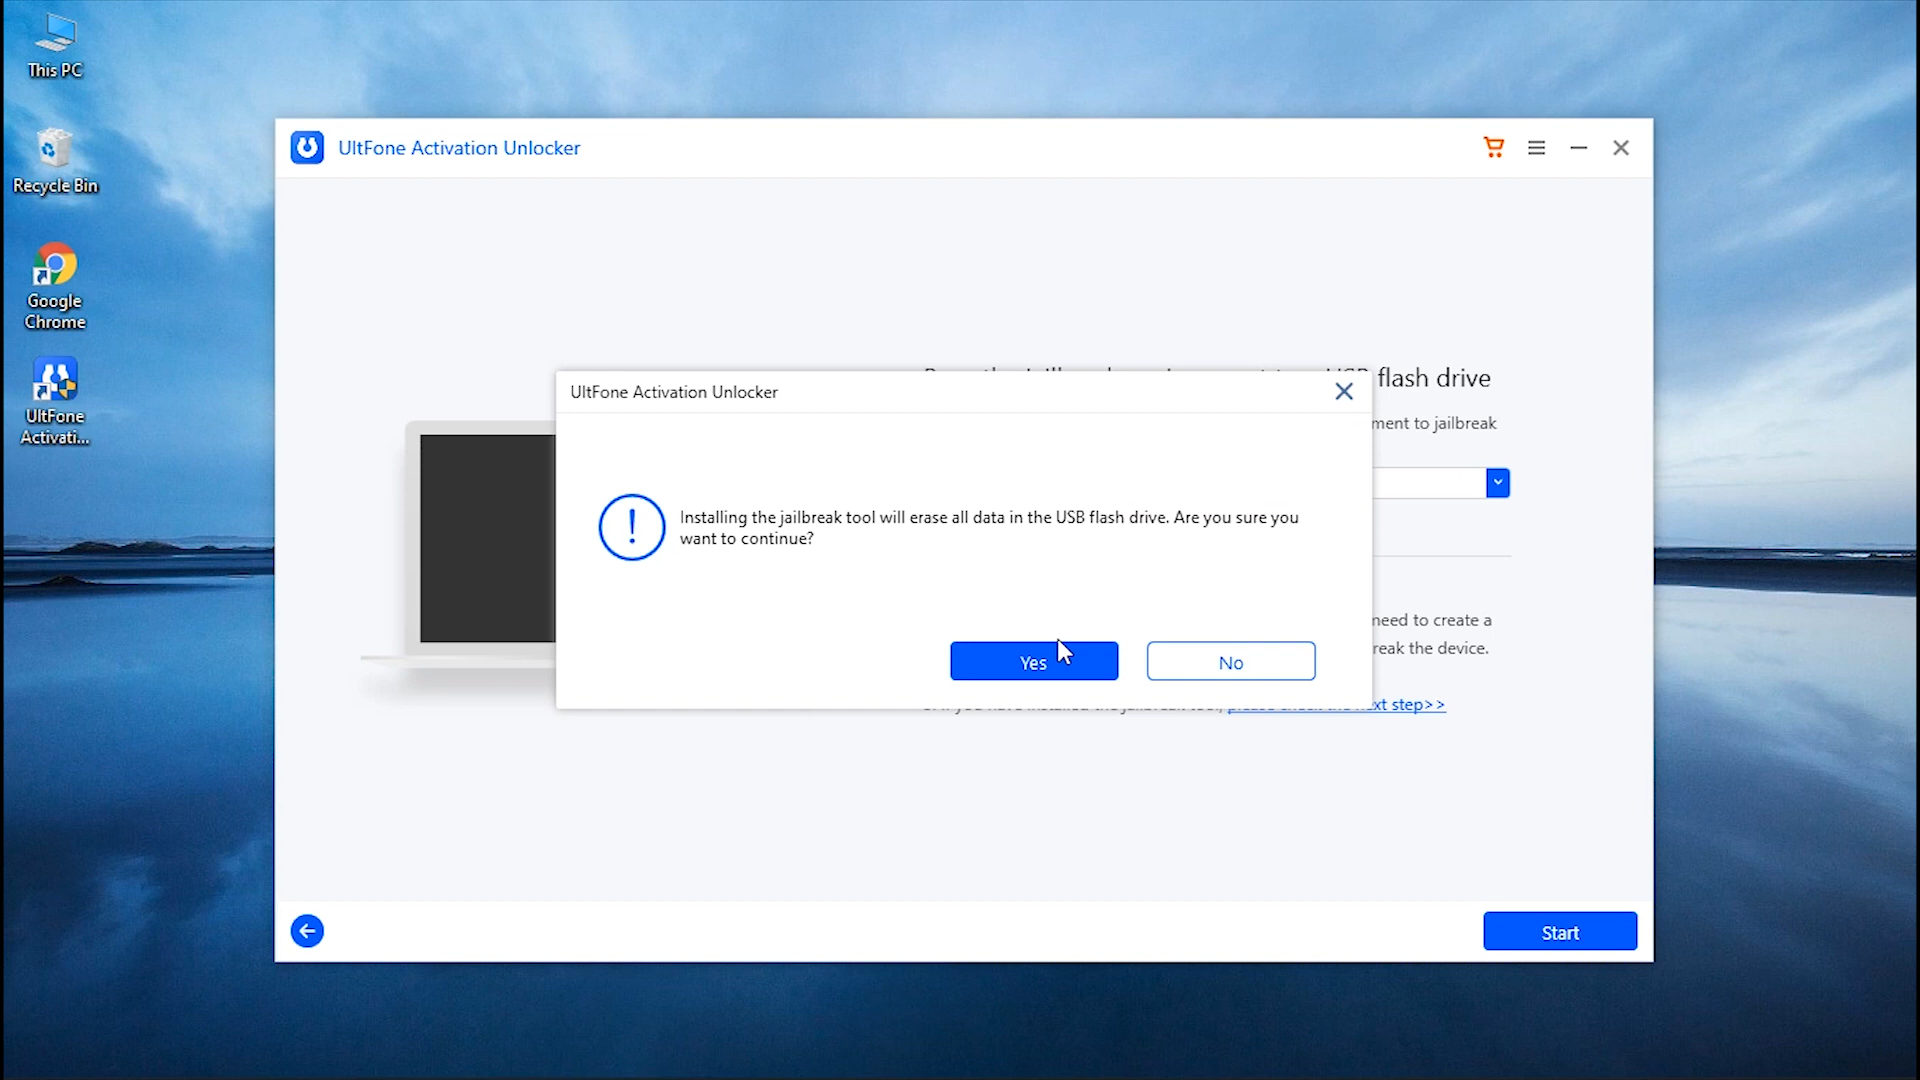 This PC
Recycle Bin
Google
Chrome
UltFone
Activati...
UltFone Activation Unlocker
flash drive
ment to jailbreak
UltFone Activation Unlocker
Installing the jailbreak tool will erase all data in the USB flash drive. Are you sure you
want to continue?
Yes
No
need to create a
reak the device.
xt step>>
Start